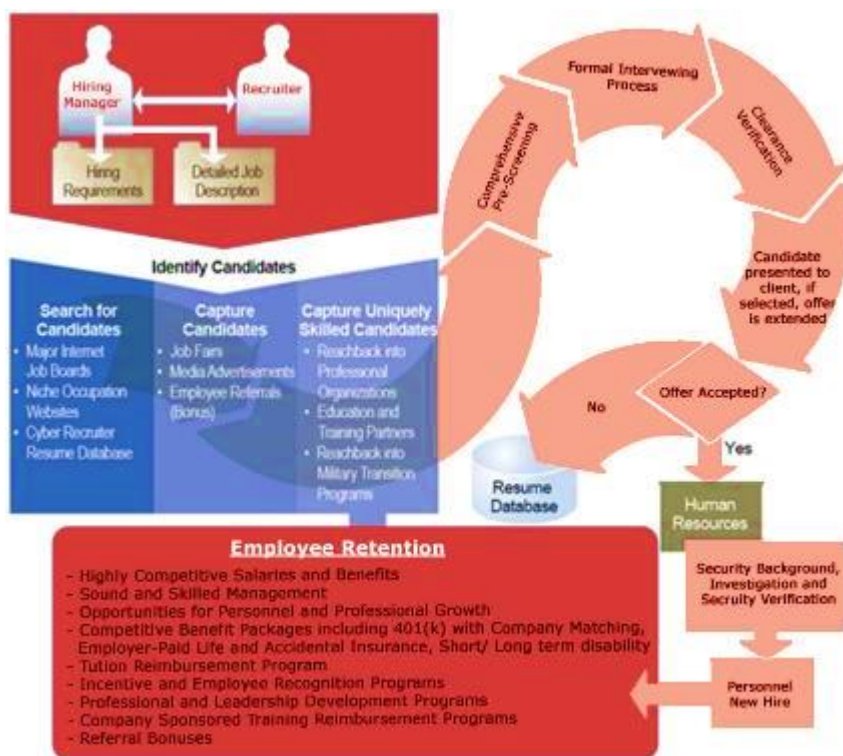 Hiring
Manager
Recruiter
Hiring
Requirements
Detailed Job
Description
Identify Candidates
Search for
Candidates
• Major Internet
Job Boards
• Niche Occupation
Websites
• Cyber Recruiter
Resume Database
Capture
Candidates
• Job Fairs
• Media Advertisements
• Employee Referrals
(Bonus)
Capture Uniquely
Skilled Candidates
• Reachback into
Professional
Organizations
• Education and
Training Partners
• Reachback into
Military Transition
Programs
Comprehensive
Pre-Screening
Formal Intervewing
Process
Clearance
Verification
Candidate
presented to
client, if
selected, offer
is extended
Offer Accepted?
No
Yes
Resume
Database
Human
Resources
Security Background,
Investigation and
Secruity Verification
Personnel
New Hire
Employee Retention
- Highly Competitive Salaries and Benefits
- Sound and Skilled Management
- Opportunities for Personnel and Professional Growth
- Competitive Benefit Packages including 401(k) with Company Matching,
Employer-Paid Life and Accidental Insurance, Short/ Long term disability
- Tution Reimbursement Program
- Incentive and Employee Recognition Programs
- Professional and Leadership Development Programs
- Company Sponsored Training Reimbursement Programs
- Referral Bonuses